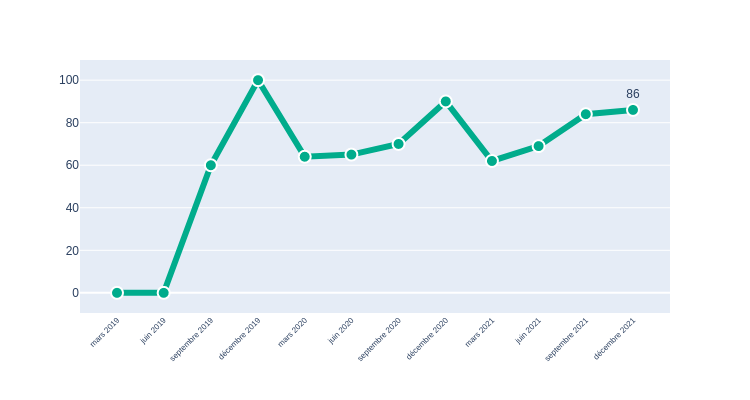 100
80
60
40
20
0
86
mars 2019
juin 2019
septembre 2019
décembre 2019
mars 2020
juin 2020
septembre 2020
décembre 2020
mars 2021
juin 2021
septembre 2021
décembre 2021